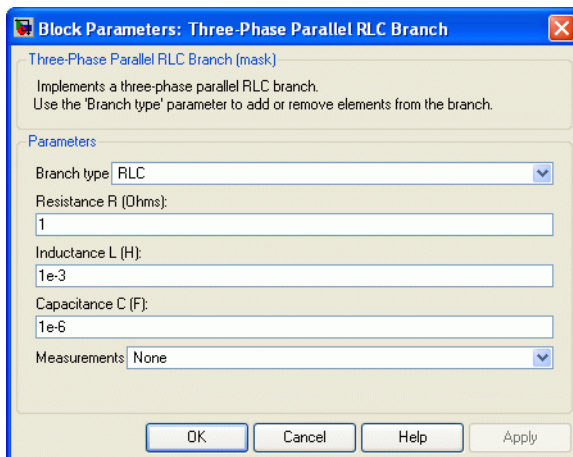 Block Parameters: Three-Phase Parallel RLC Branch
Three-Phase Parallel RLC Branch (mask)
Implements a three-phase parallel RLC branch.
Use the 'Branch type' parameter to add or remove elements from the branch.
Parameters
Branch type RLC
Resistance R (Ohms):
1
Inductance L (H):
1e-3
Capacitance C (F):
1e-6
Measurements None
OK Cancel Help Apply